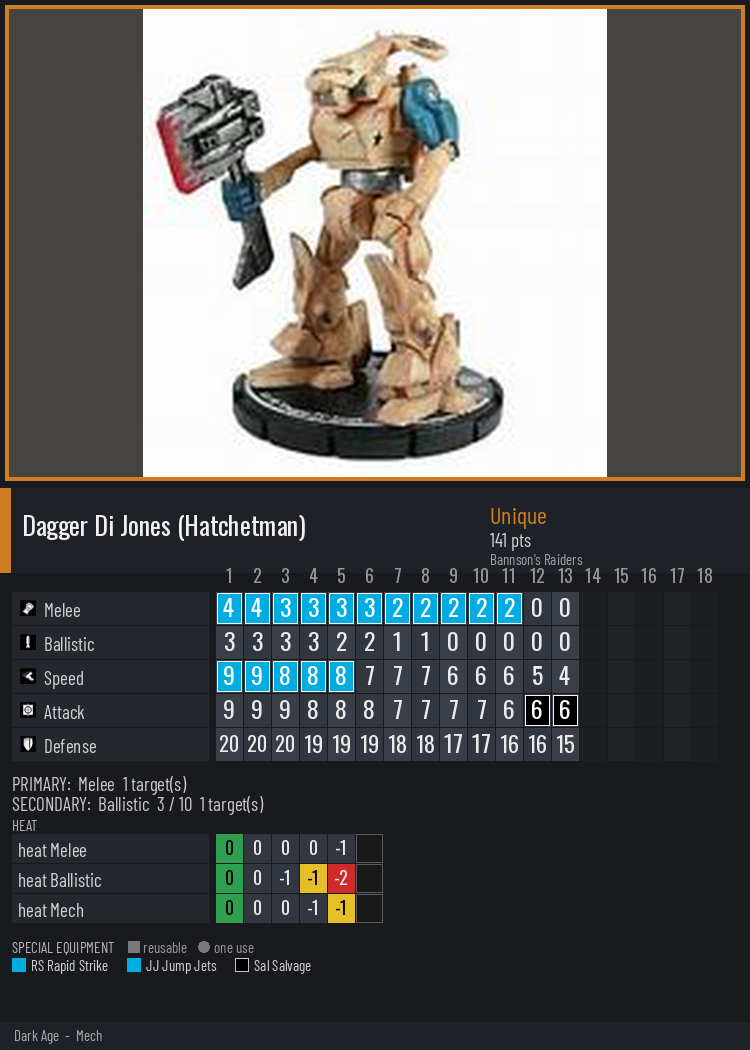 Dagger Di Jones (Hatchetman)
Unique
141 pts
Bannson's Raiders
1 2 3 4 5 6 7 8 9 10 11 12 13 14 15 16 17 18
Melee 4 4 3 3 3 3 2 2 2 2 2 0 0
Ballistic 3 3 3 3 2 2 1 1 0 0 0 0 0
Speed 9 9 8 8 8 7 7 7 6 6 6 5 4
Attack 9 9 9 8 8 8 7 7 7 7 6 6 6
Defense 20 20 20 19 19 19 18 18 17 17 16 16 15
PRIMARY: Melee 1 target(s)
SECONDARY: Ballistic 3 / 10 1 target(s)
HEAT
heat Melee 0 0 0 0 -1
heat Ballistic 0 0 -1 -1 -2
heat Mech 0 0 0 -1 -1
SPECIAL EQUIPMENT reusable one use
RS Rapid Strike JJ Jump Jets Sal Salvage
Dark Age - Mech